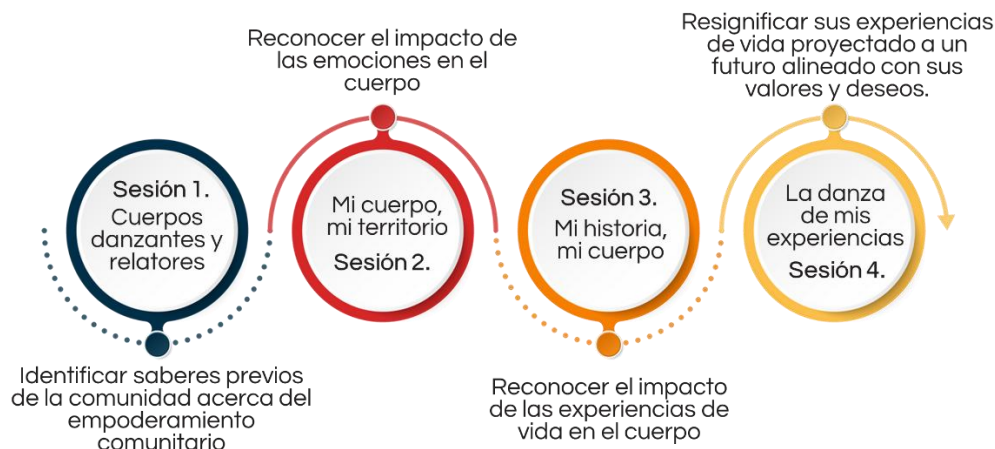 Sesión 1.
Cuerpos
danzantes y
relatores
Identificar saberes previos
de la comunidad acerca del
empoderamiento
comunitario
Reconocer el impacto de
las emociones en el
cuerpo
Mi cuerpo,
mi territorio
Sesión 2.
Sesión 3.
Mi historia,
mi cuerpo
Reconocer el impacto
de las experiencias de
vida en el cuerpo
Resignificar sus experiencias
de vida proyectado a un
futuro alineado con sus
valores y deseos.
La danza
de mis
experiencias
Sesión 4.